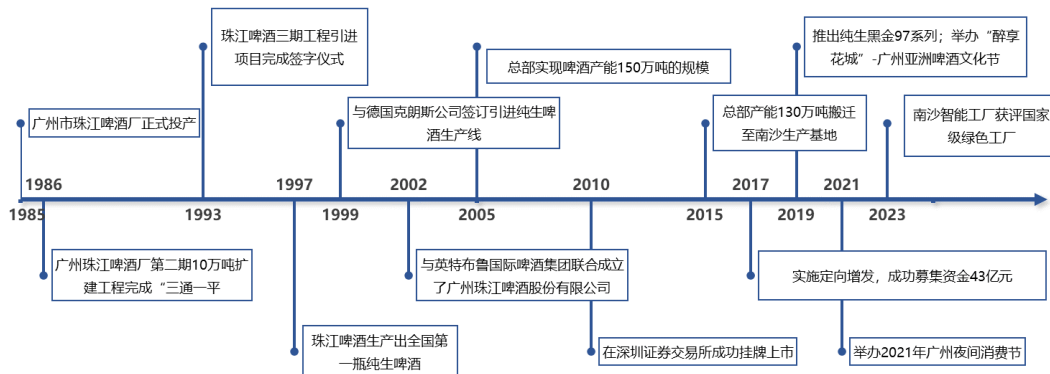 珠江啤酒三期工程引进
项目完成签字仪式
推出纯生黑金97系列；举办“醉享
花城”-广州亚洲啤酒文化节
总部实现啤酒产能150万吨的规模
广州市珠江啤酒厂正式投产
与德国克朗斯公司签订引进纯生啤
酒生产线
总部产能130万吨搬迁
至南沙生产基地
南沙智能工厂获评国家
级绿色工厂
1986
1997
2002
2010
2017
2021
1985
1993
1999
2005
2015
2019
2023
广州珠江啤酒厂第二期10万吨扩
建工程完成“三通一平
与英特布鲁国际啤酒集团联合成立
了广州珠江啤酒股份有限公司
实施定向增发，成功募集资金43亿元
珠江啤酒生产出全国第
一瓶纯生啤酒
在深圳证券交易所成功挂牌上市
举办2021年广州夜间消费节